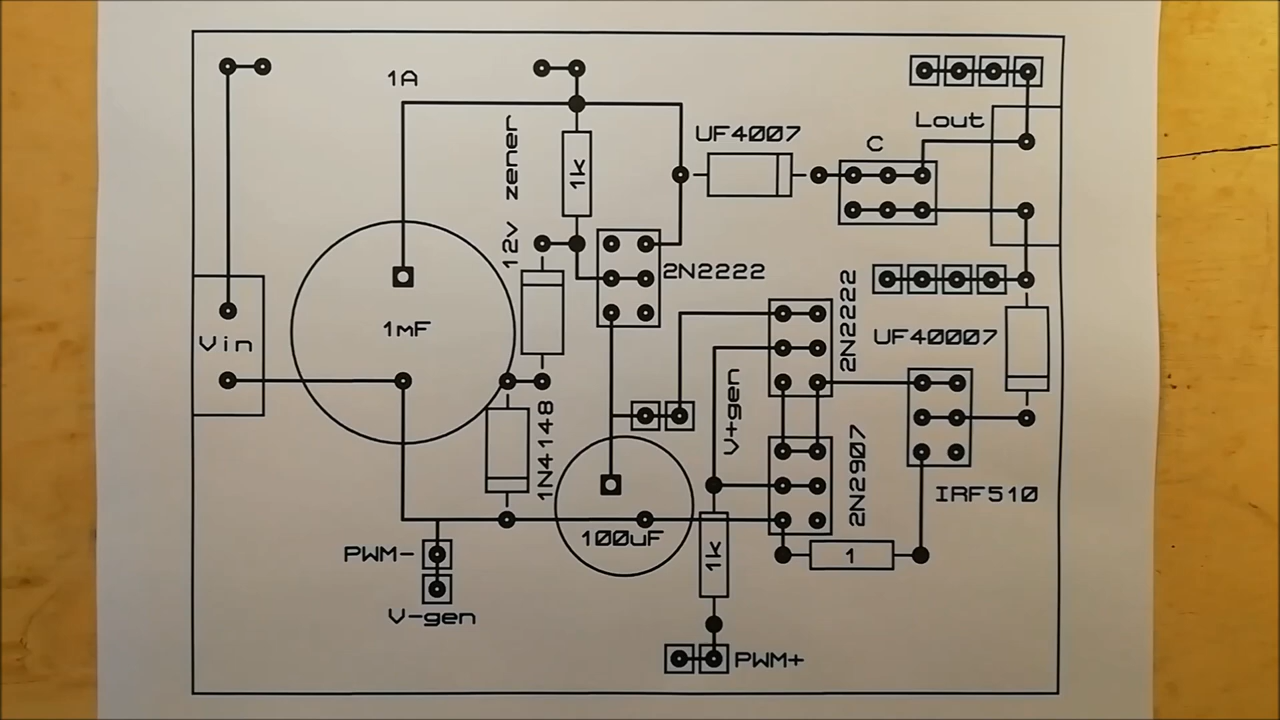 1A
Lout
UF4007
C
12v zener
1k
2N2222
1mF
Vin
2N2222
UF40007
V+gen
1N4148
2N2907
IRF510
100uF
1k
1
PWM-
V-gen
PWM+